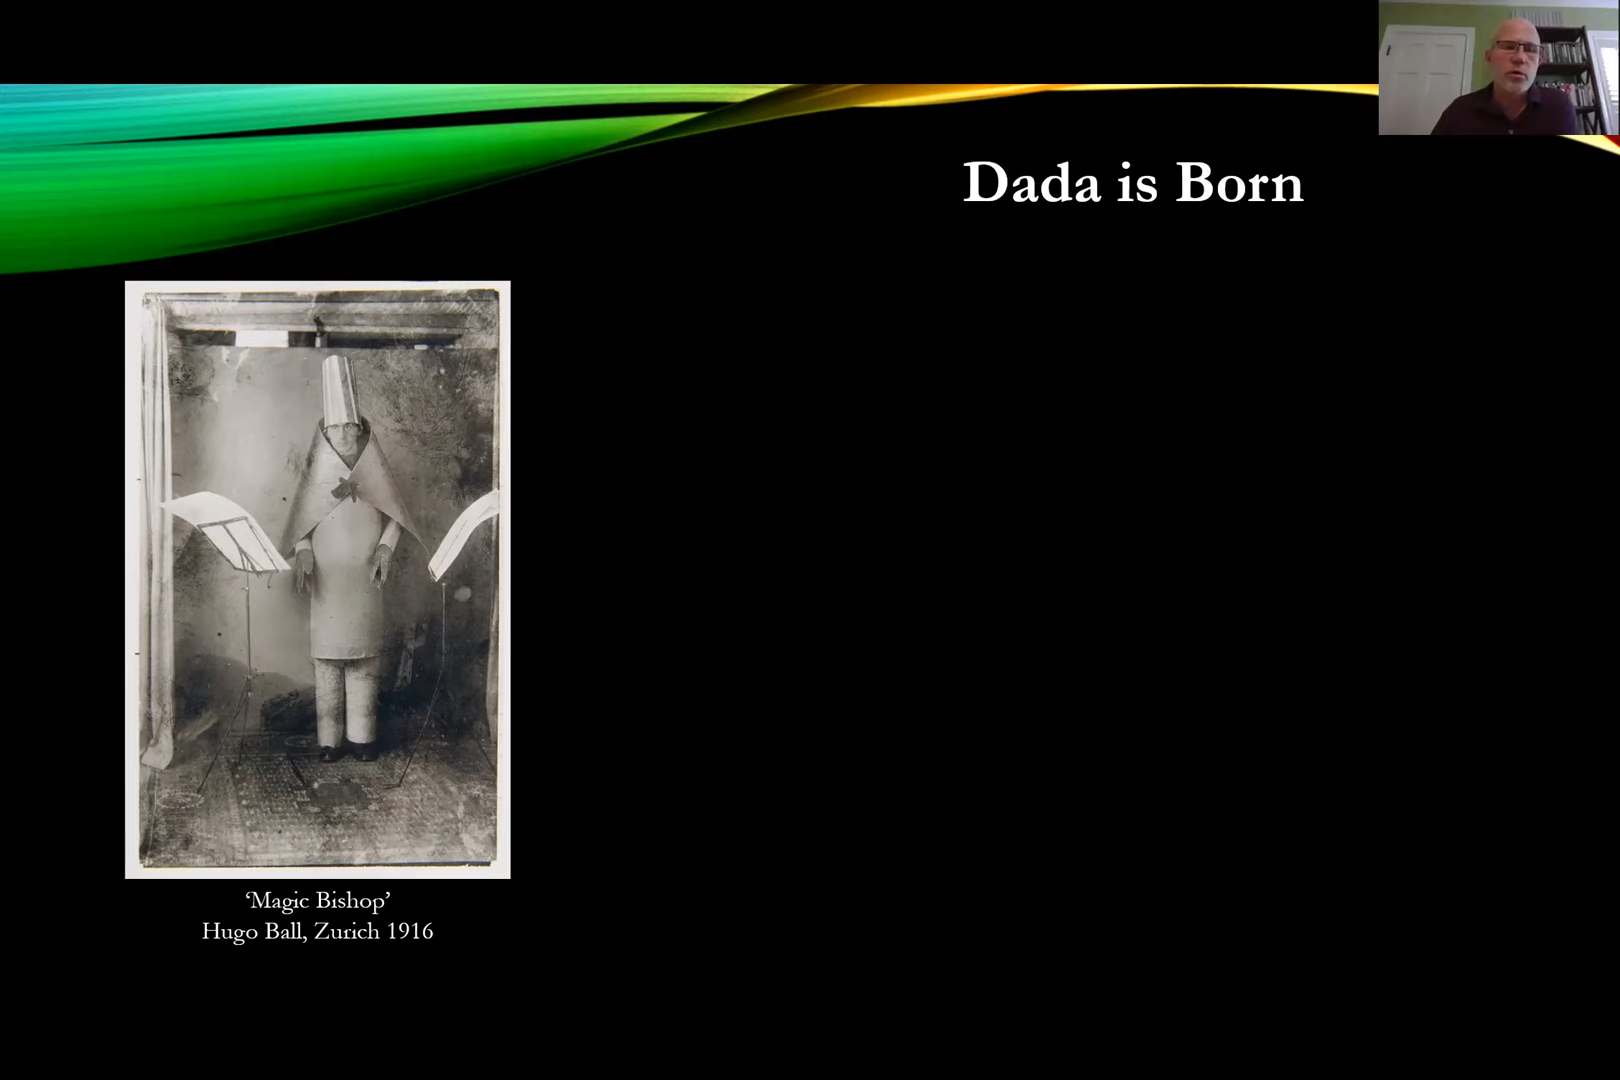 Dada is Born
‘Magic Bishop’
Hugo Ball, Zurich 1916